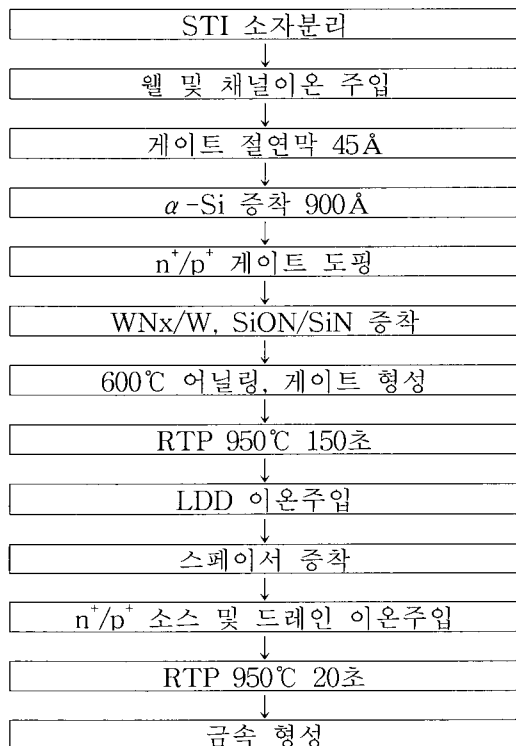 STI 소자분리
웰 및 채널이온 주입
게이트 절연막 45Å
α-Si 증착 900Å
n⁺/p⁺ 게이트 도핑
WNx/W, SiON/SiN 증착
600℃ 어닐링, 게이트 형성
RTP 950℃ 150초
LDD 이온주입
스페이서 증착
n⁺/p⁺ 소스 및 드레인 이온주입
RTP 950℃ 20초
금속 형성